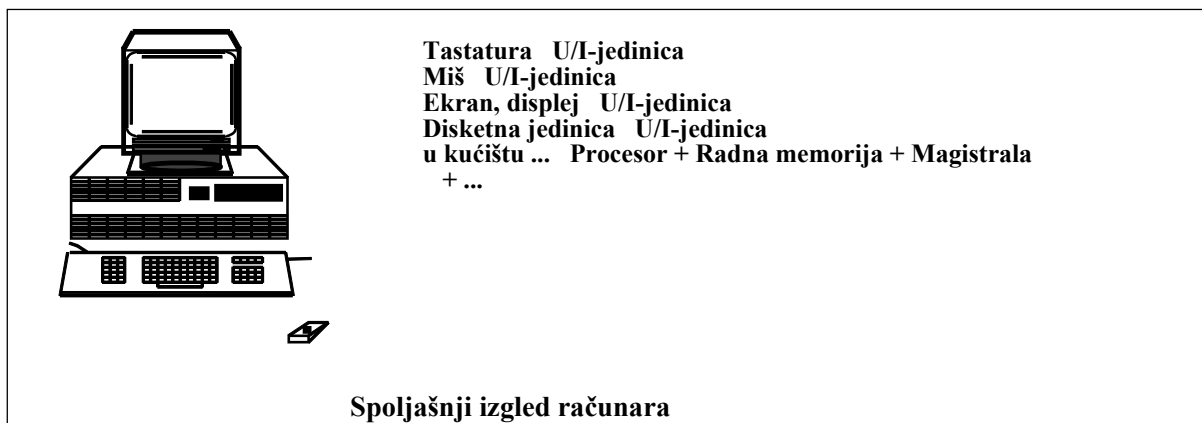 Tastatura U/I-jedinica
Miš U/I-jedinica
Ekran, displej U/I-jedinica
Disketna jedinica U/I-jedinica
u kućištu ... Procesor + Radna memorija + Magistrala
+ ...
Spoljašnji izgled računara